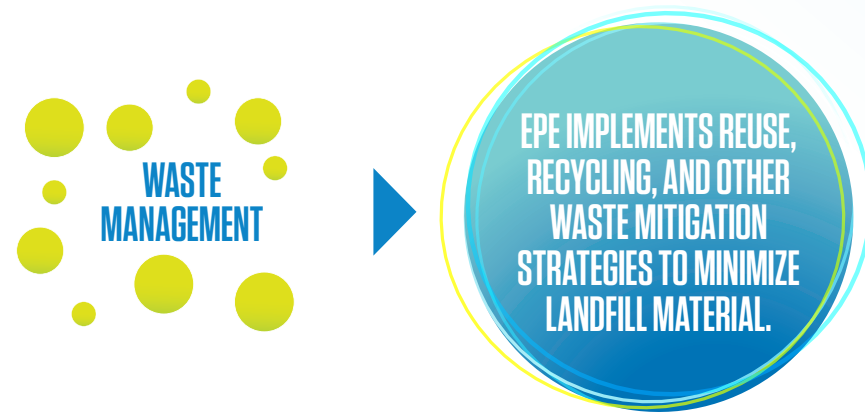 WASTE
MANAGEMENT
EPE IMPLEMENTS REUSE,
RECYCLING, AND OTHER
WASTE MITIGATION
STRATEGIES TO MINIMIZE
LANDFILL MATERIAL.